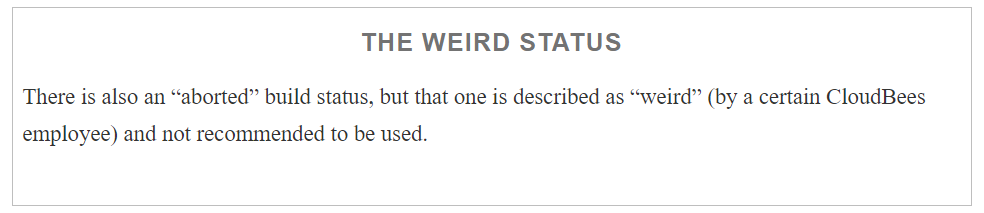 THE WEIRD STATUS
There is also an “aborted” build status, but that one is described as “weird” (by a certain CloudBees
employee) and not recommended to be used.